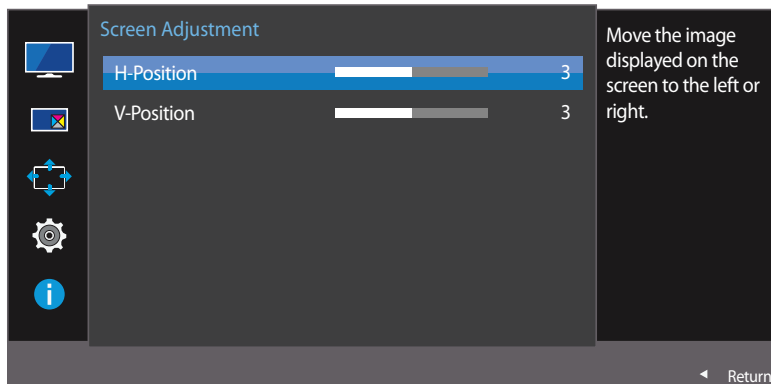 Screen Adjustment
H-Position 3
V-Position 3
Move the image
displayed on the
screen to the left or
right.
Return